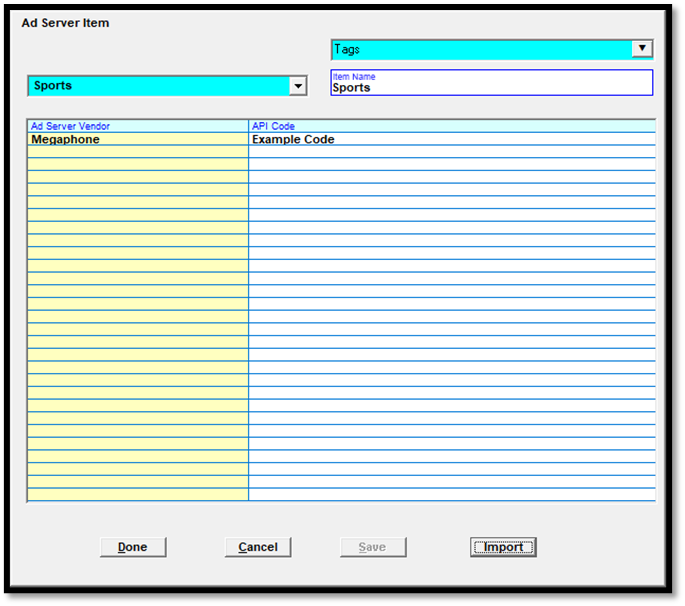 Ad Server Item
Tags
Sports
Item Name
Sports
Ad Server Vendor API Code
Megaphone Example Code
Done Cancel Save Import